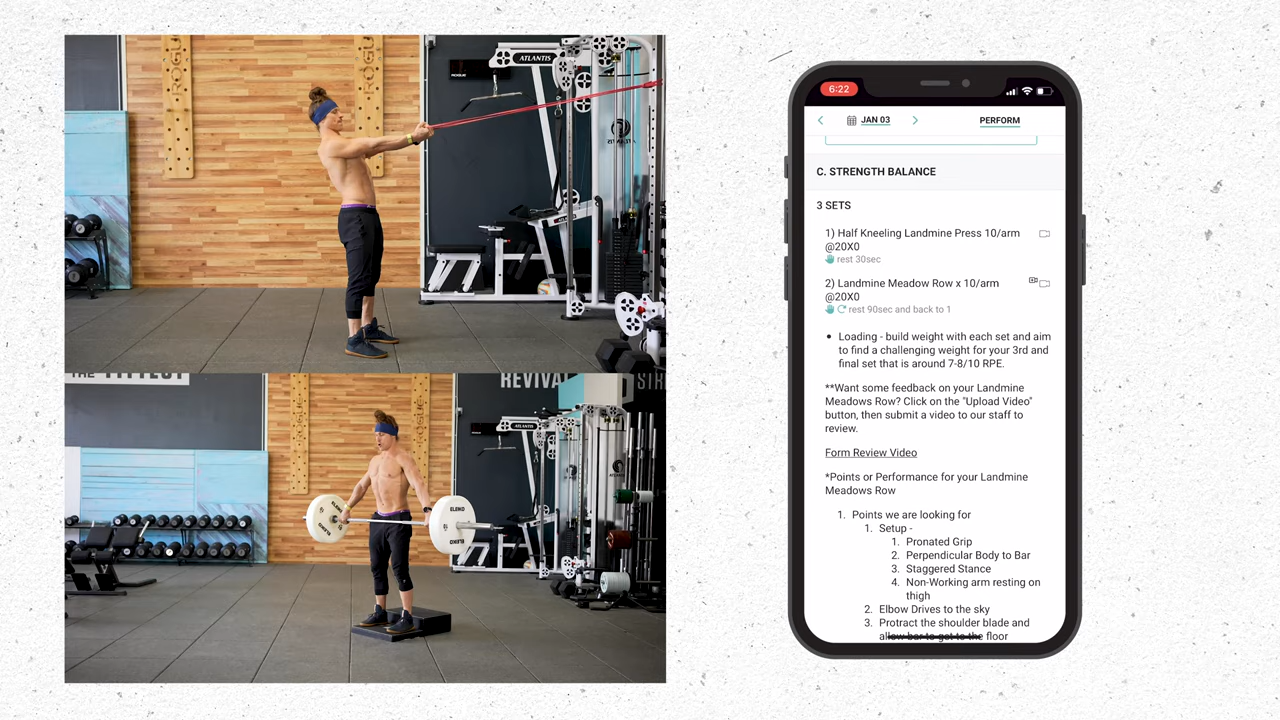 ROGUE
ROGUE
ATLANTIS
THE FITTEST
REVIVAL
STR
ROGUE
ROGUE
ATLANTIS
ELEIKO
ELEIKO
ELEIKO
ELEIKO
6:22
JAN 03
PERFORM
C. STRENGTH BALANCE
3 SETS
1) Half Kneeling Landmine Press 10/arm
@20X0
rest 30sec
2) Landmine Meadow Row x 10/arm
@20X0
rest 90sec and back to 1
• Loading - build weight with each set and aim
to find a challenging weight for your 3rd and
final set that is around 7-8/10 RPE.
**Want some feedback on your Landmine
Meadows Row? Click on the "Upload Video"
button, then submit a video to our staff to
review.
Form Review Video
*Points or Performance for your Landmine
Meadows Row
1. Points we are looking for
1. Setup -
1. Pronated Grip
2. Perpendicular Body to Bar
3. Staggered Stance
4. Non-Working arm resting on
thigh
2. Elbow Drives to the sky
3. Protract the shoulder blade and
allow bar to get to the floor